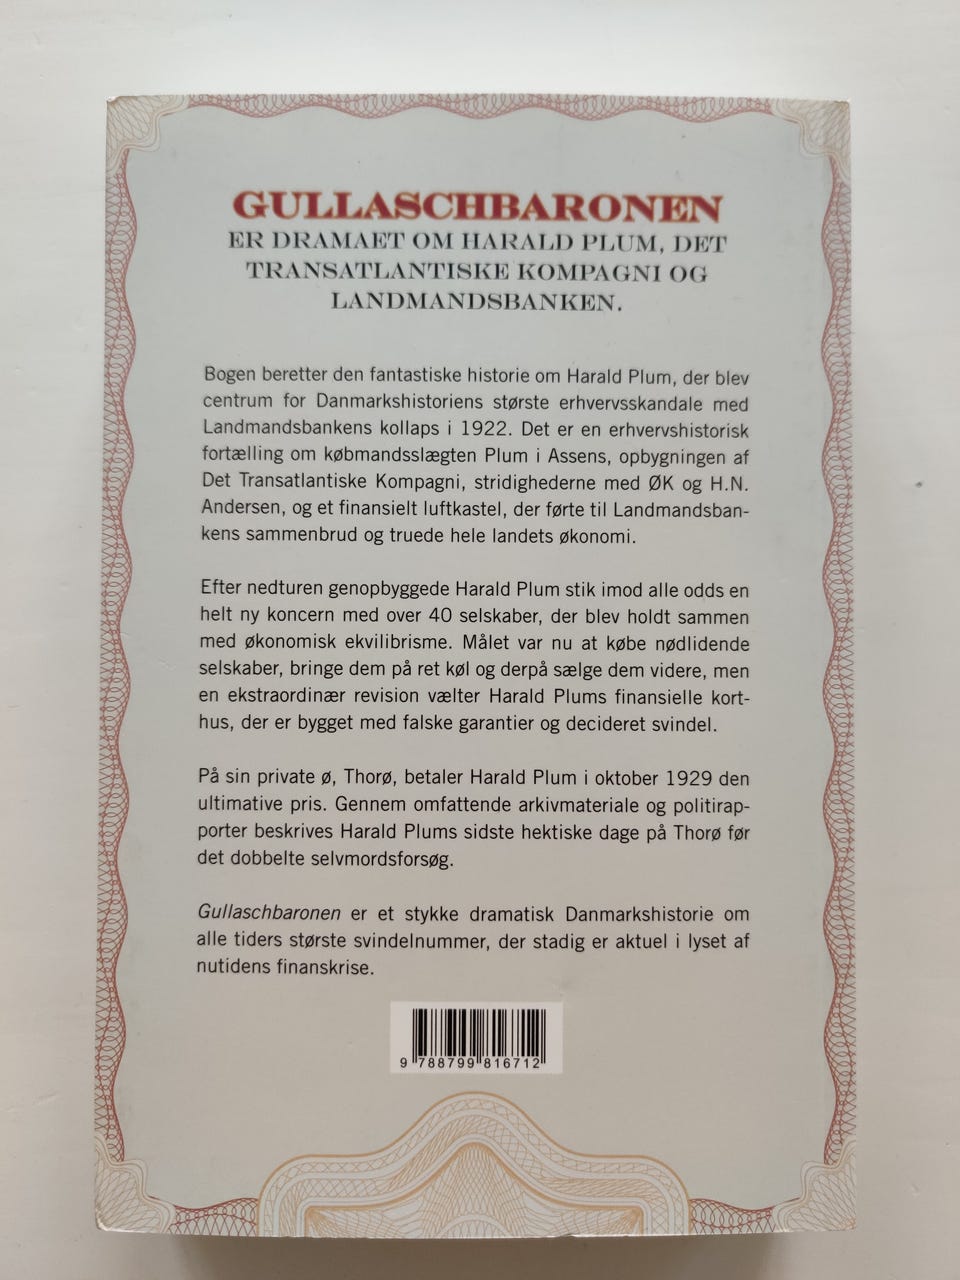 GULLASCHBARONEN
ER DRAMAET OM HARALD PLUM, DET
TRANSATLANTISKE KOMPAGNI OG
LANDMANDSBANKEN.
Bogen beretter den fantastiske historie om Harald Plum, der blev
centrum for Danmarkshistoriens største erhvervsskandale med
Landmandsbankens kollaps i 1922. Det er en erhvervshistorisk
fortælling om købmandsslægten Plum i Assens, opbygningen af
Det Transatlantiske Kompagni, stridighederne med ØK og H.N.
Andersen, og et finansielt luftkastel, der førte til Landmandsban-
kens sammenbrud og truede hele landets økonomi.
Efter nedturen genopbyggede Harald Plum stik imod alle odds en
helt ny koncern med over 40 selskaber, der blev holdt sammen
med økonomisk ekvilibrisme. Målet var nu at købe nødlidende
selskaber, bringe dem på ret køl og derpå sælge dem videre, men
en ekstraordinær revision vælter Harald Plums finansielle kort-
hus, der er bygget med falske garantier og decideret svindel.
På sin private ø, Thorø, betaler Harald Plum i oktober 1929 den
ultimative pris. Gennem omfattende arkivmateriale og politirap-
porter beskrives Harald Plums sidste hektiske dage på Thorø før
det dobbelte selvmordsforsøg.
Gullaschbaronen er et stykke dramatisk Danmarkshistorie om
alle tiders største svindelnummer, der stadig er aktuel i lyset af
nutidens finanskrise.
9 788799 816712